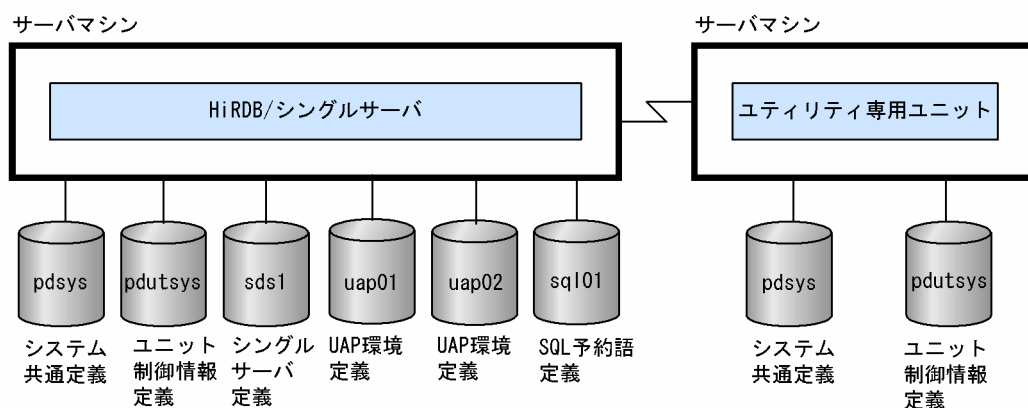 サーバマシン
サーバマシン
HiRDB/シングルサーバ
ユティリティ専用ユニット
pdsys
pdutsys
sds1
uap01
uap02
sql01
pdsys
pdutsys
システム
共通定義
ユニット
制御情報
定義
シングル
サーバ
定義
UAP環境
定義
UAP環境
定義
SQL予約語
定義
システム
共通定義
ユニット
制御情報
定義